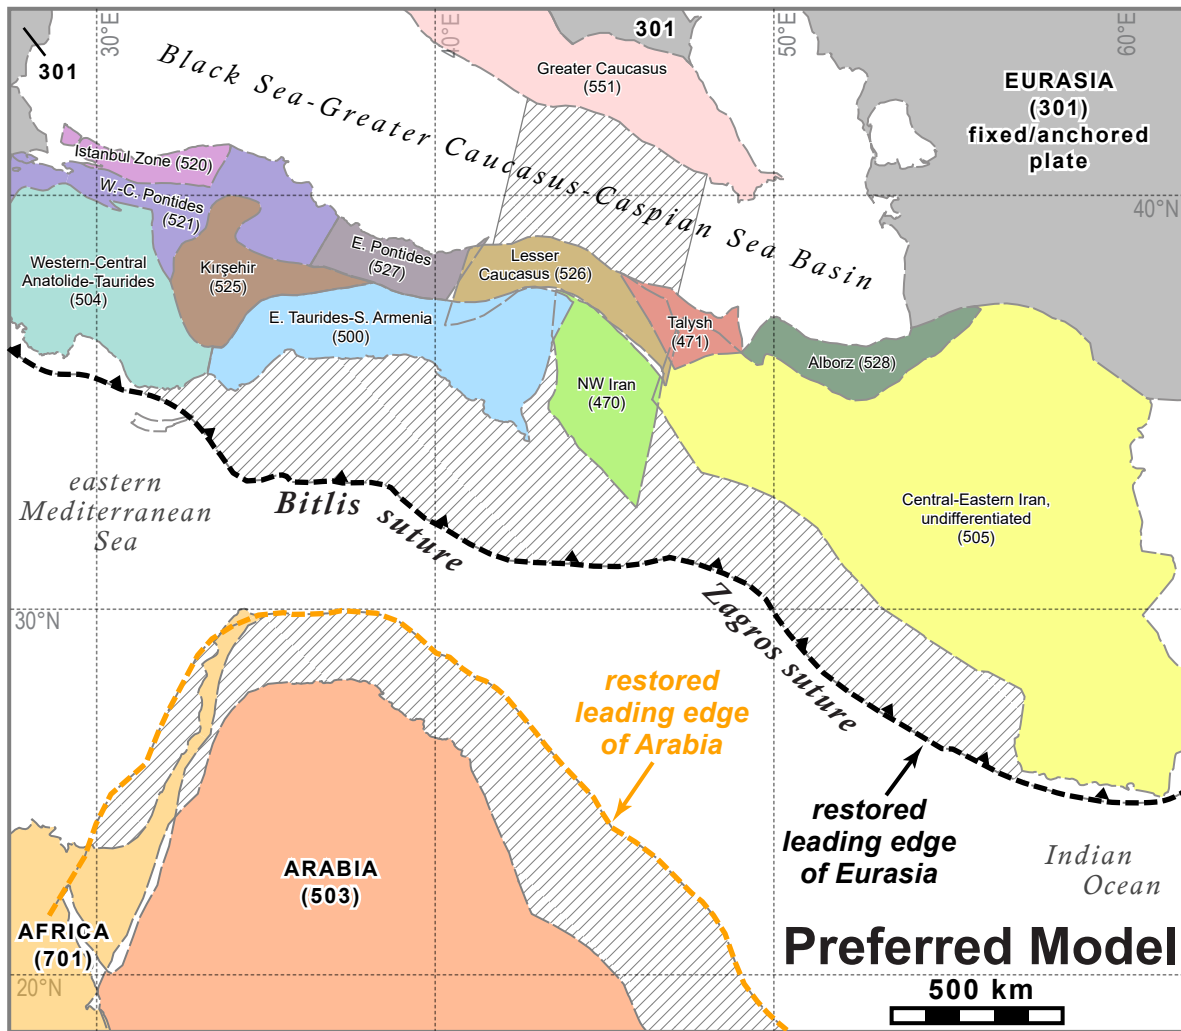 30°E
40°E
50°E
60°E
301
301
Black Sea-Greater Caucasus-Caspian Sea Basin
Greater Caucasus
(551)
EURASIA
(301)
fixed/anchored
plate
Istanbul Zone (520)
W.-C. Pontides
(521)
40°N
E. Pontides
(527)
Lesser
Caucasus (526)
Western-Central
Anatolide-Taurides
(504)
Kırşehir
(525)
E. Taurides-S. Armenia
(500)
Talysh
(471)
Alborz (528)
NW Iran
(470)
eastern
Mediterranean
Sea
Bitlis suture
Central-Eastern Iran,
undifferentiated
(505)
Zagros suture
30°N
restored
leading edge
of Arabia
restored
leading edge
of Eurasia
Indian
Ocean
ARABIA
(503)
AFRICA
(701)
20°N
Preferred Model
500 km